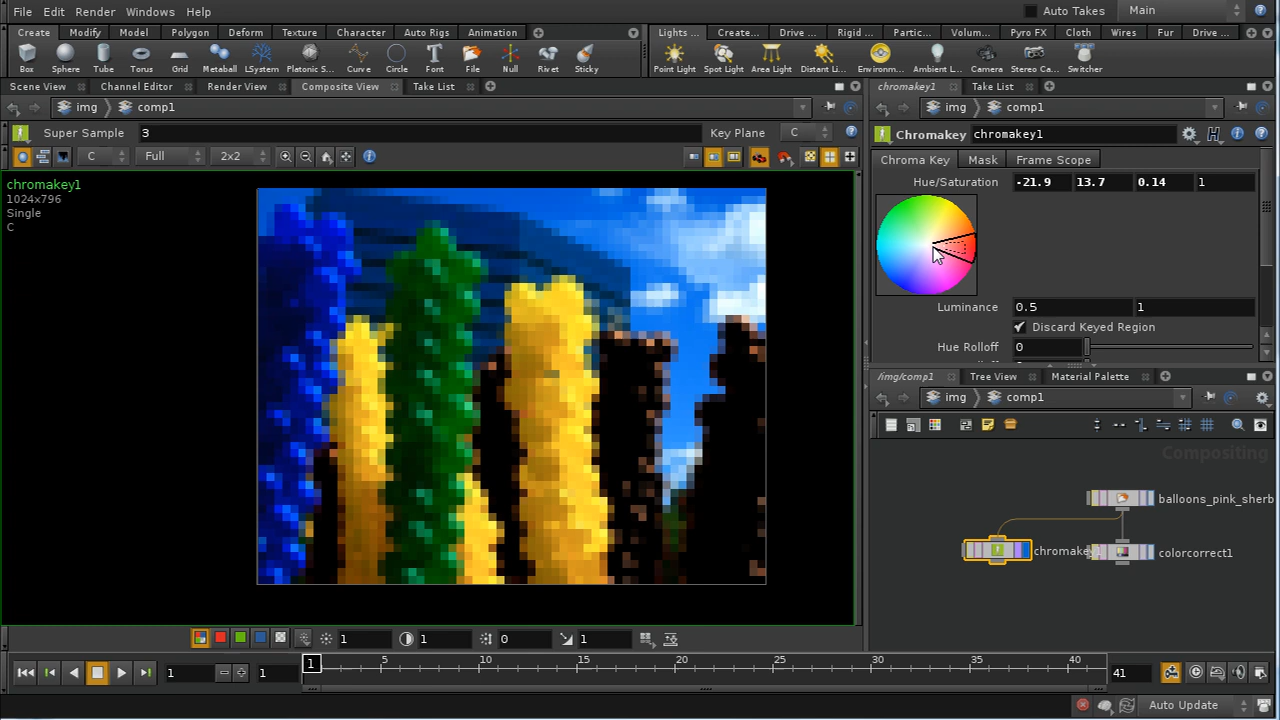 File Edit Render Windows Help Auto Takes Main
Create Modify Model Polygon Deform Texture Character Auto Rigs Animation Lights ... Create... Drive ... Rigid ... Partic... Volum... Pyro FX Cloth Wires Fur Drive ...
Box Sphere Tube Torus Grid Metaball LSystem Platonic S... Curve Circle Font File Null Rivet Sticky Point Light Spot Light Area Light Distant Li... Environm... Ambient L... Camera Stereo Ca... Switcher
Scene View Channel Editor Render View Composite View Take List chromakey1 Take List
img comp1 img comp1
Super Sample 3 Key Plane C Chromakey chromakey1
C Full 2x2 Chroma Key Mask Frame Scope
chromakey1
1024x796
Single
C
Hue/Saturation -21.9 13.7 0.14 1
Luminance 0.5 1
Discard Keyed Region
Hue Rolloff 0
/img/comp1 Tree View Material Palette
img comp1
Compositing
balloons_pink_sherb
chromakey
colorcorrect1
1 1 0 1
1 1 1 5 10 15 20 25 30 35 40 41
Auto Update